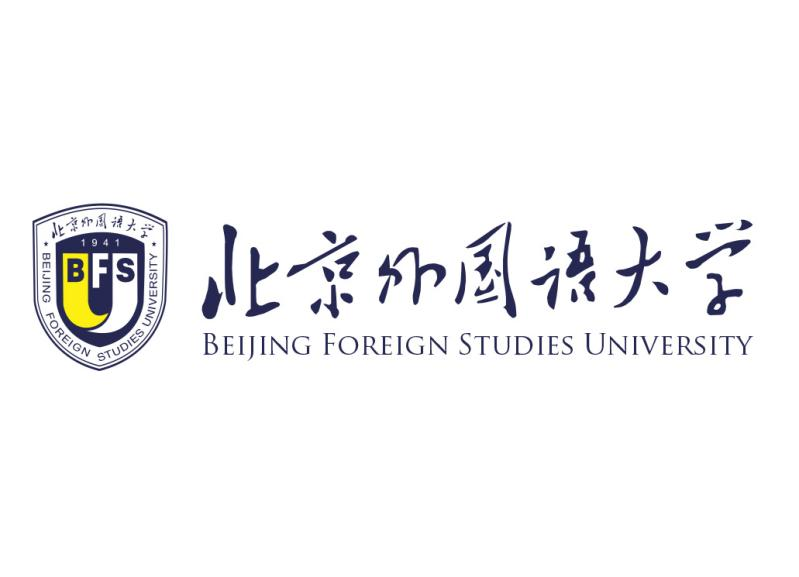 北京外国语大学
1941
BFS
BEIJING FOREIGN STUDIES UNIVERSITY
北京外国语大学
BEIJING FOREIGN STUDIES UNIVERSITY